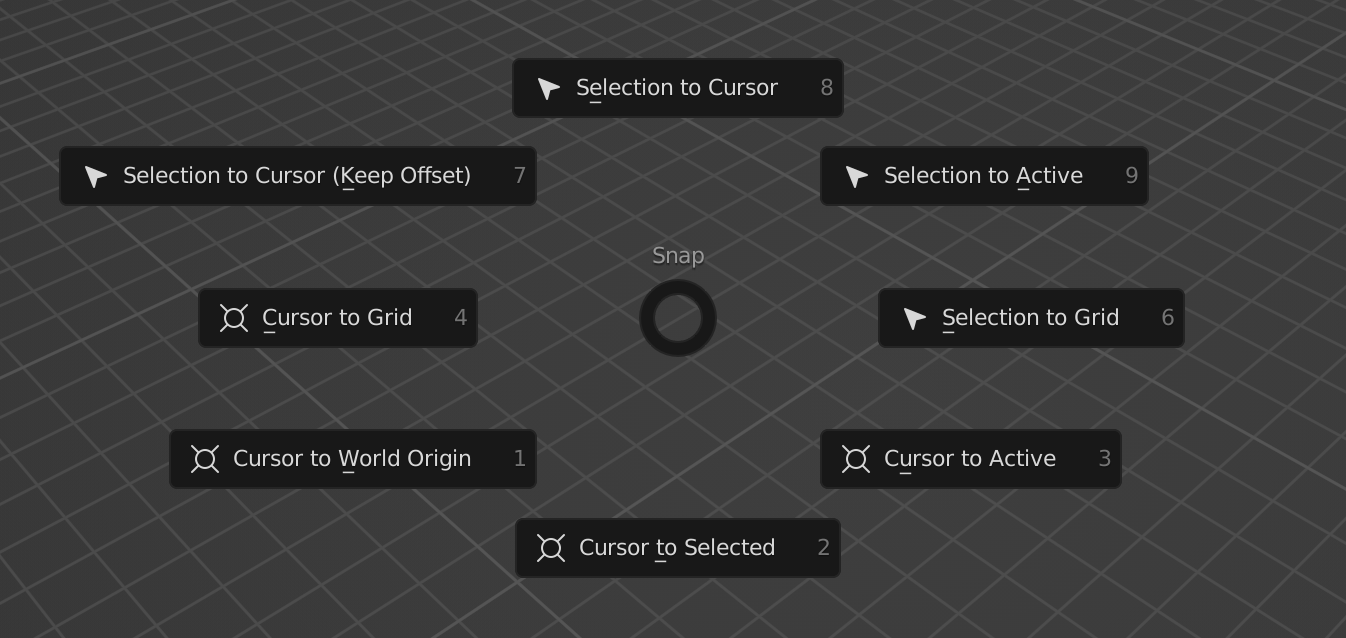 Selection to Cursor 8
Selection to Cursor (Keep Offset) 7
Selection to Active 9
Snap
Cursor to Grid 4
Selection to Grid 6
Cursor to World Origin 1
Cursor to Active 3
Cursor to Selected 2